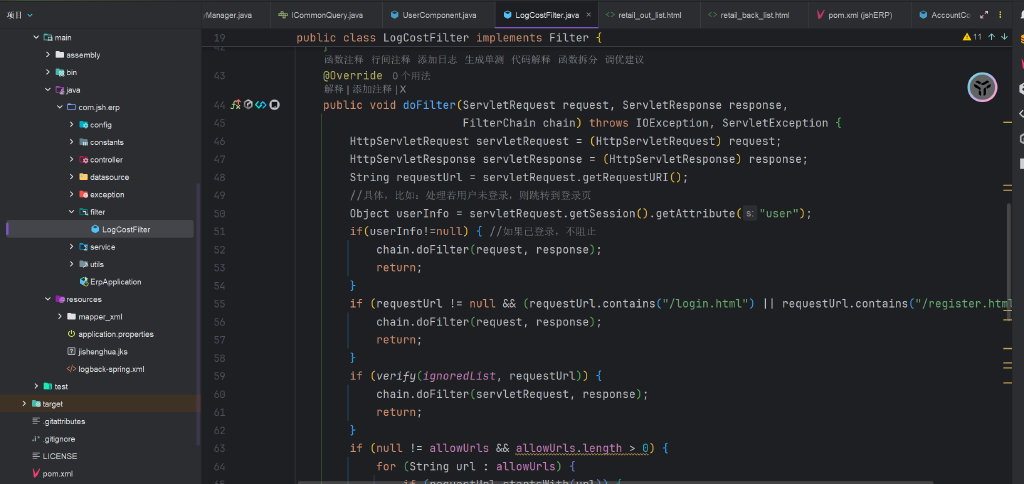 项目
yManager.java
ICommonQuery.java
UserComponent.java
LogCostFilter.java
retail_out_list.html
retail_back_list.html
pom.xml (jshERP)
AccountCo
main
assembly
bin
java
com.jsh.erp
config
constants
controller
datasource
exception
filter
LogCostFilter
service
utils
ErpApplication
resources
mapper_xml
application.properties
jishenghua.jks
logback-spring.xml
test
target
.gitattributes
.gitignore
LICENSE
pom.xml
19 public class LogCostFilter implements Filter {
11
42 }
函数注释 行间注释 添加日志 生成单测 代码解释 函数拆分 调优建议
43 @Override 0 个用法
解释 | 添加注释 | X
44 public void doFilter(ServletRequest request, ServletResponse response,
45 FilterChain chain) throws IOException, ServletException {
46 HttpServletRequest servletRequest = (HttpServletRequest) request;
47 HttpServletResponse servletResponse = (HttpServletResponse) response;
48 String requestUrl = servletRequest.getRequestURI();
49 //具体，比如：处理若用户未登录，则跳转到登录页
50 Object userInfo = servletRequest.getSession().getAttribute( s: "user");
51 if(userInfo!=null) { //如果已登录，不阻止
52 chain.doFilter(request, response);
53 return;
54 }
55 if (requestUrl != null && (requestUrl.contains("/login.html") || requestUrl.contains("/register.html
56 chain.doFilter(request, response);
57 return;
58 }
59 if (verify(ignoredList, requestUrl)) {
60 chain.doFilter(servletRequest, response);
61 return;
62 }
63 if (null != allowUrls && allowUrls.length > 0) {
64 for (String url : allowUrls) {
65 if (requestUrl.startsWith(url)) {